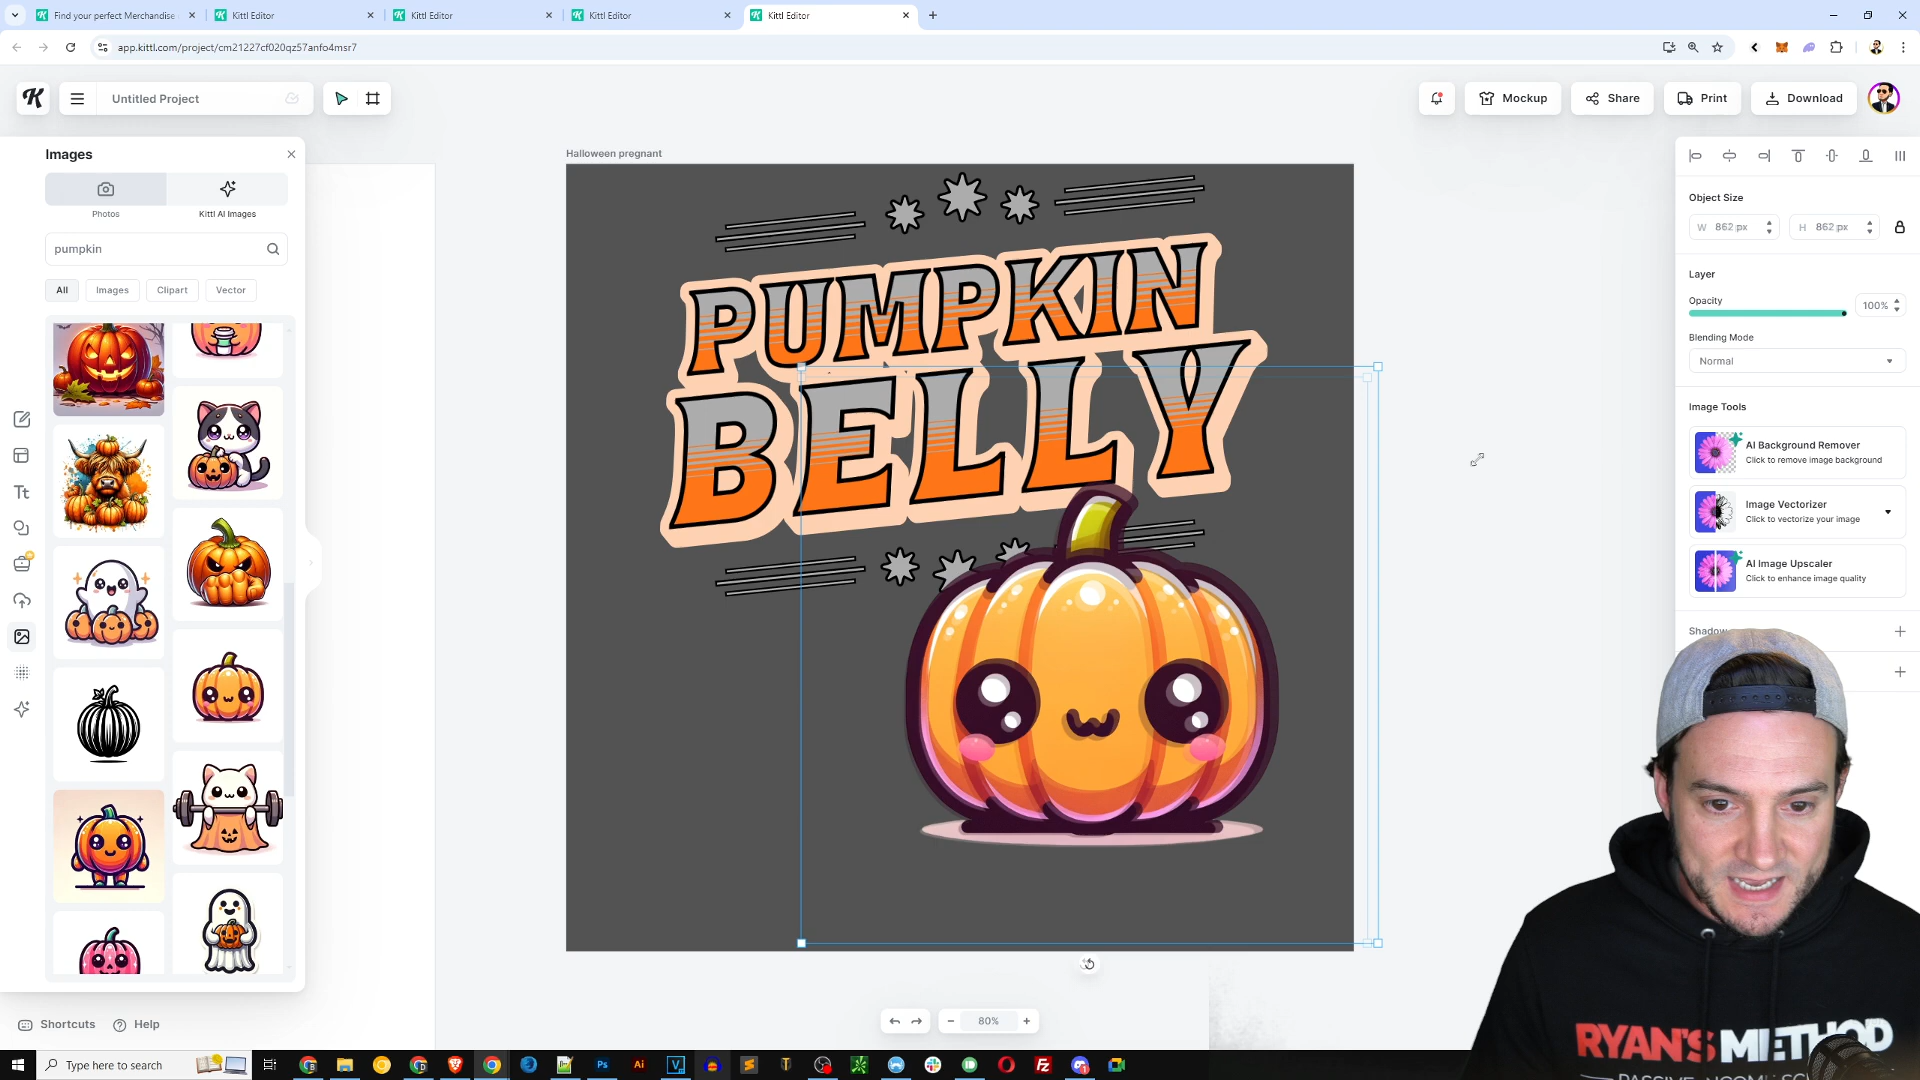 Find your perfect Merchandise
Kittl Editor
Kittl Editor
Kittl Editor
Kittl Editor
app.kittl.com/project/cm21227cf020qz57anfo4msr7
Untitled Project
Mockup
Share
Print
Download
Images
Photos
Kittl AI Images
pumpkin
All
Images
Clipart
Vector
Halloween pregnant
PUMPKIN
BELLY
Object Size
W 862 px
H 862 px
Layer
Opacity
100%
Blending Mode
Normal
Image Tools
AI Background Remover
Click to remove image background
Image Vectorizer
Click to vectorize your image
AI Image Upscaler
Click to enhance image quality
Shadow
80%
Shortcuts
Help
Type here to search
RYAN'S METHOD